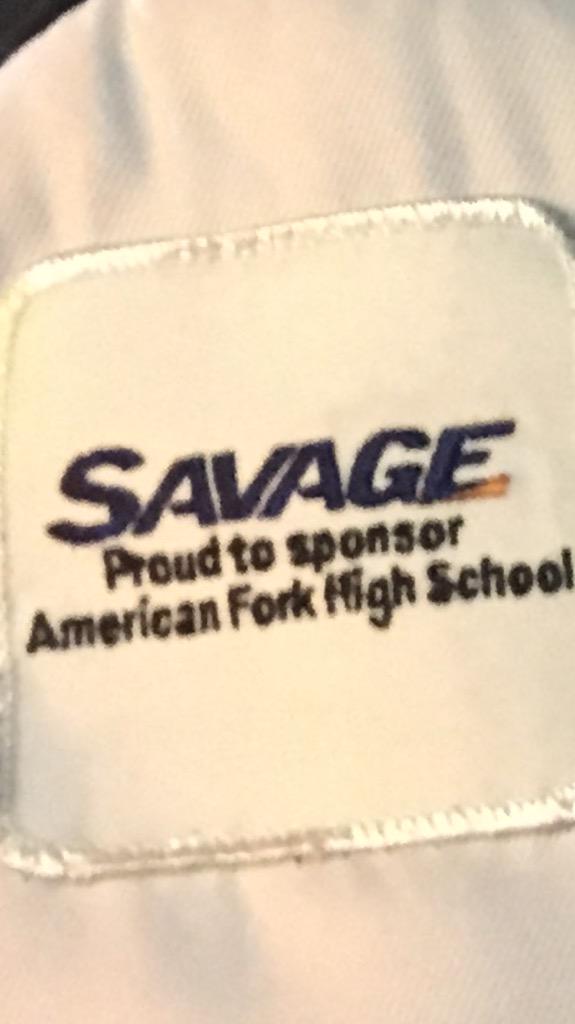 SAVAGE
Proud to sponsor
American Fork High School